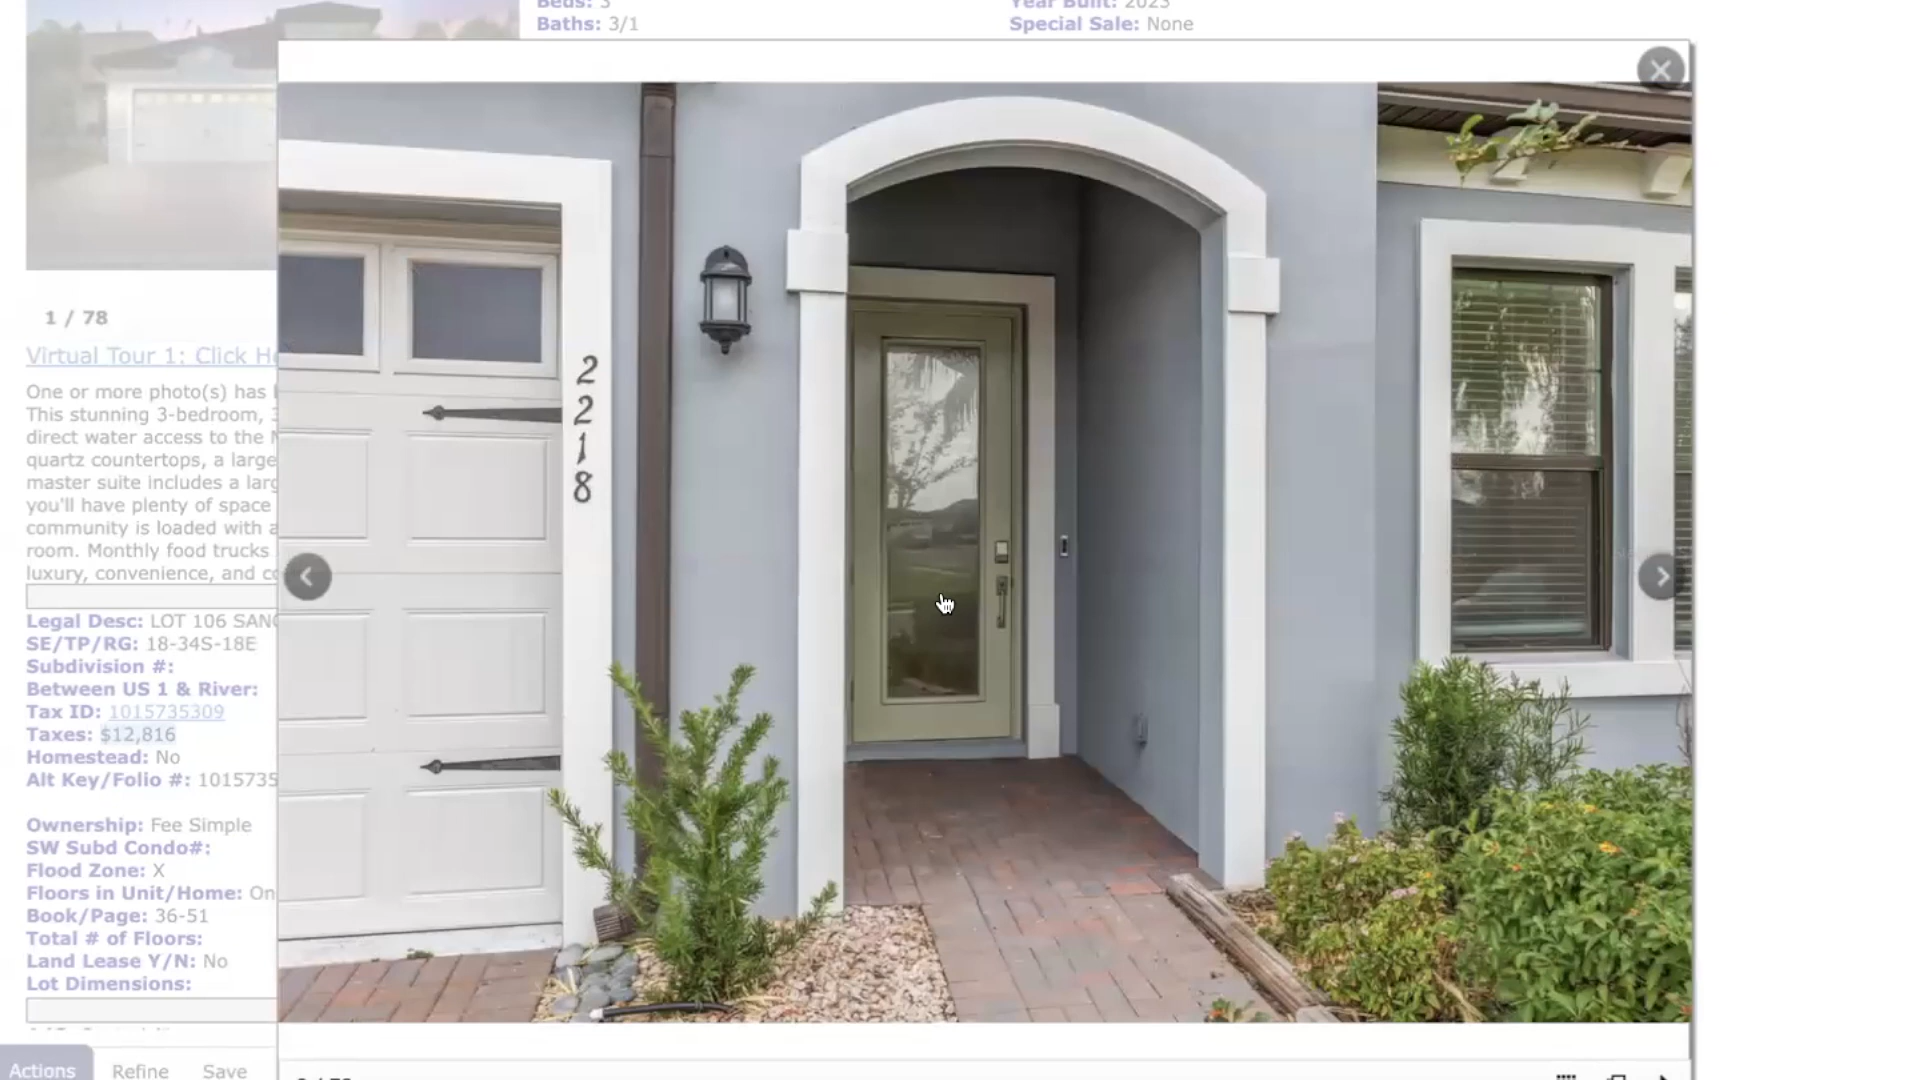 Beds: 3
Year Built: 2023
Baths: 3/1
Special Sale: None
1 / 78
Virtual Tour 1: Click
One or more photo(s) has
This stunning 3-bedroom,
direct water access to the
quartz countertops, a large
master suite includes a
you'll have plenty of space
community is loaded with
room. Monthly food trucks
luxury, convenience, and
Legal Desc: LOT 106
SE/TP/RG: 18-34S-18E
Subdivision #:
Between US 1 & River:
Tax ID: 1015735309
Taxes: $12,816
Homestead: No
Alt Key/Folio #: 1015735
Ownership: Fee Simple
SW Subd Condo#:
Flood Zone: X
Floors in Unit/Home:
Book/Page: 36-51
Total # of Floors:
Land Lease Y/N: No
Lot Dimensions:
Actions Refine Save
2
2
1
8